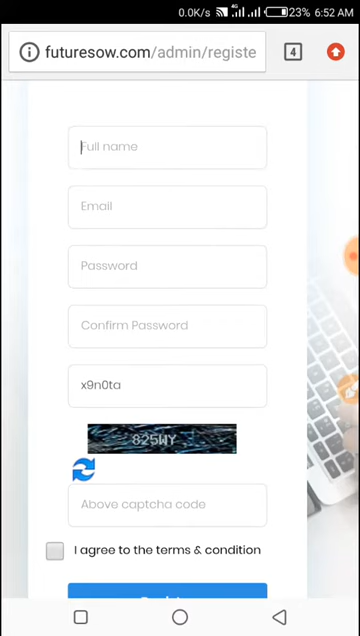 0.0K/s 4G 23% 6:52 AM
futuresow.com/admin/registe 4
Full name
Email
Password
Confirm Password
x9n0ta
825WY
Above captcha code
I agree to the terms & condition